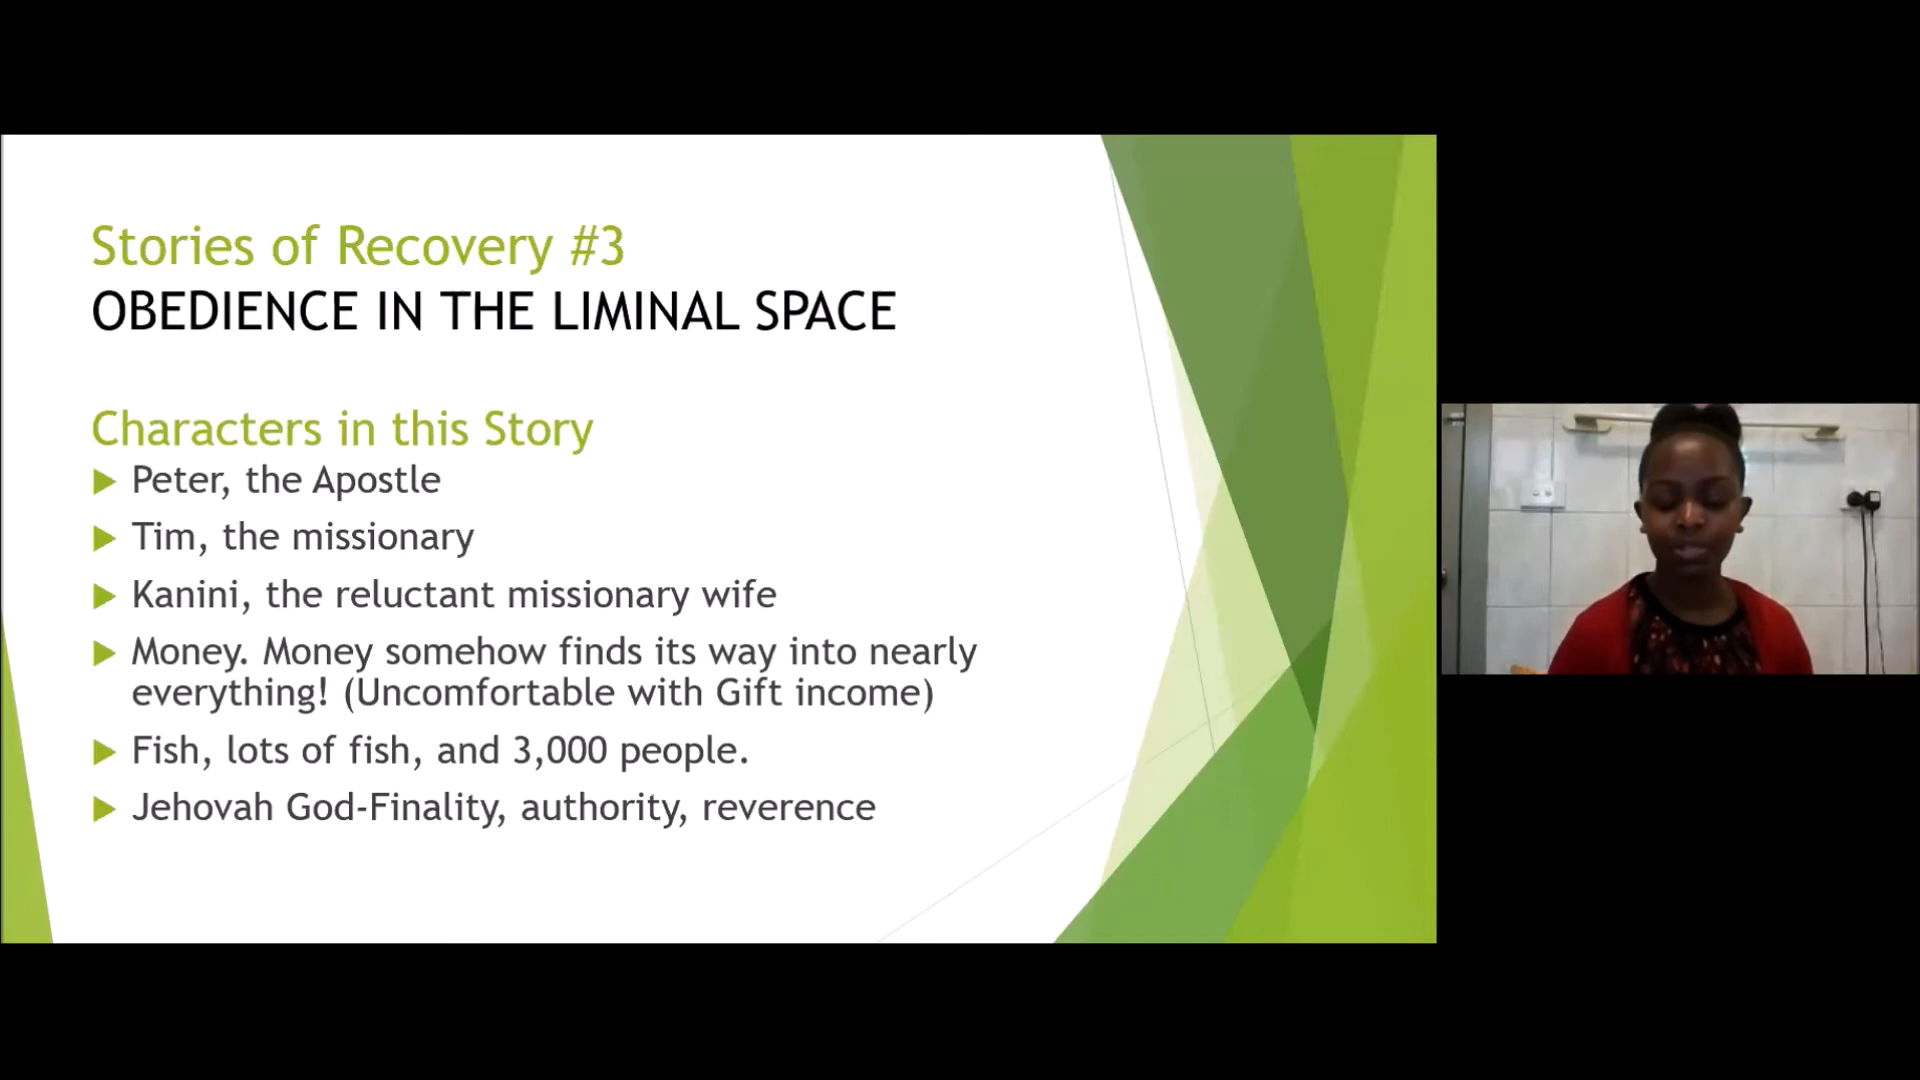 Stories of Recovery #3
OBEDIENCE IN THE LIMINAL SPACE
Characters in this Story
Peter, the Apostle
Tim, the missionary
Kanini, the reluctant missionary wife
Money. Money somehow finds its way into nearly
everything! (Uncomfortable with Gift income)
Fish, lots of fish, and 3,000 people.
Jehovah God-Finality, authority, reverence